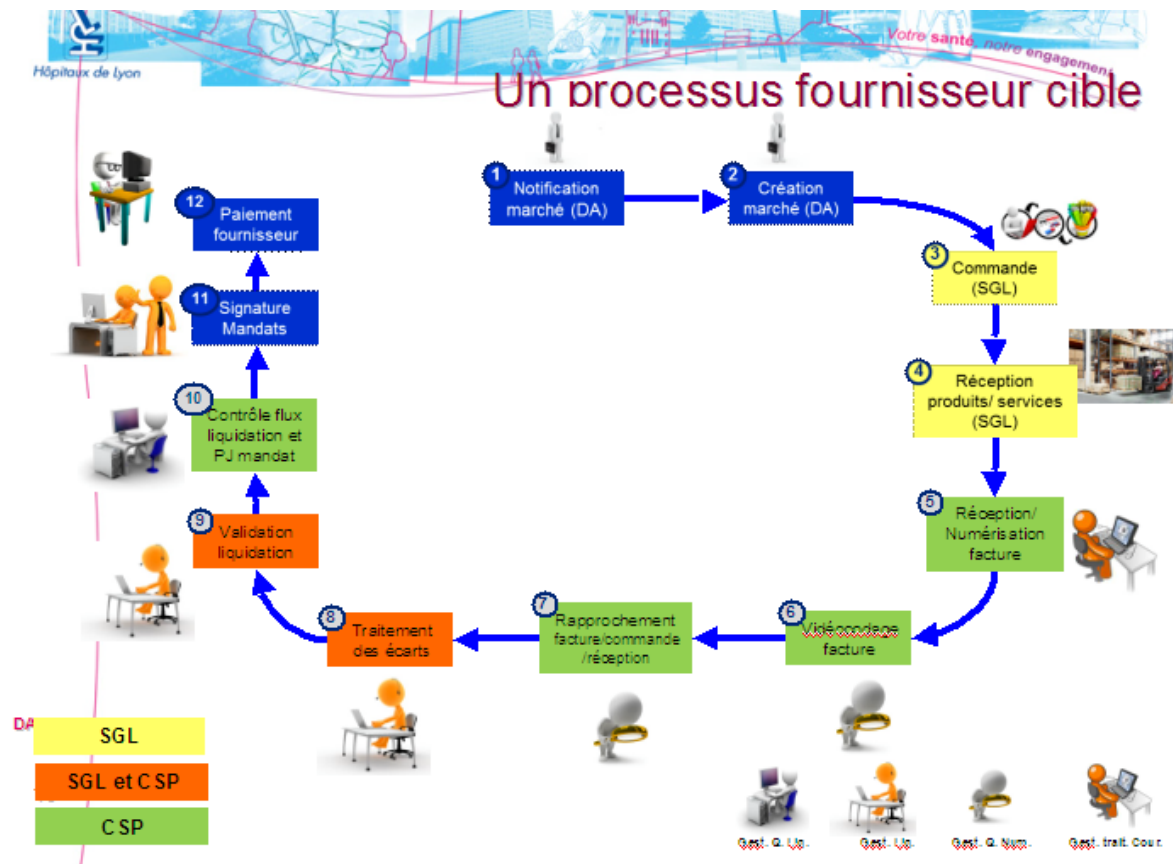 Votre santé, notre engagement
Hôpitaux de Lyon
Un processus fournisseur cible
1
Notification
marché (DA)
2
Création
marché (DA)
3
Commande
(SGL)
4
Réception
produits/ services
(SGL)
5
Réception/
Numérisation
facture
6
Vidécondage
facture
7
Rapprochement
facture/commande
/réception
8
Traitement
des écarts
9
Validation
liquidation
10
Contrôle flux
liquidation et
PJ mandat
11
Signature
Mandats
12
Paiement
fournisseur
DA
SGL
SGL et CSP
CSP
Gest. Q. Liq.
Gest. Liq.
Gest. Q. Num.
Gest. trait. Cour.